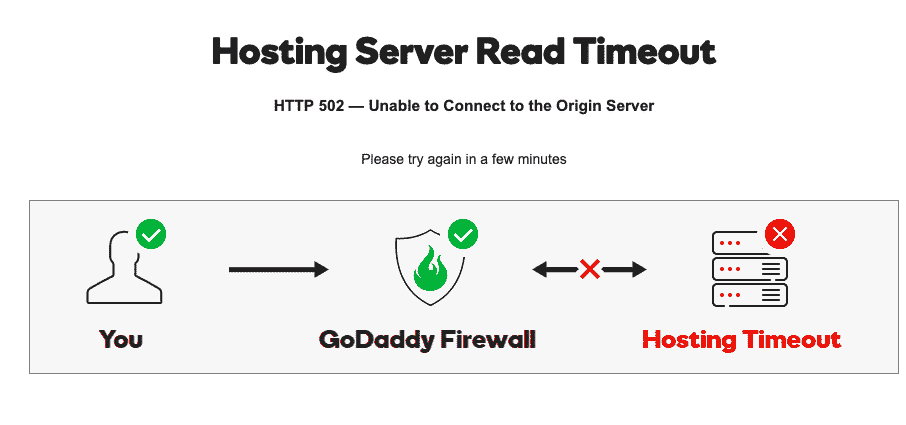 Hosting Server Read Timeout
HTTP 502 — Unable to Connect to the Origin Server
Please try again in a few minutes
You
GoDaddy Firewall
Hosting Timeout